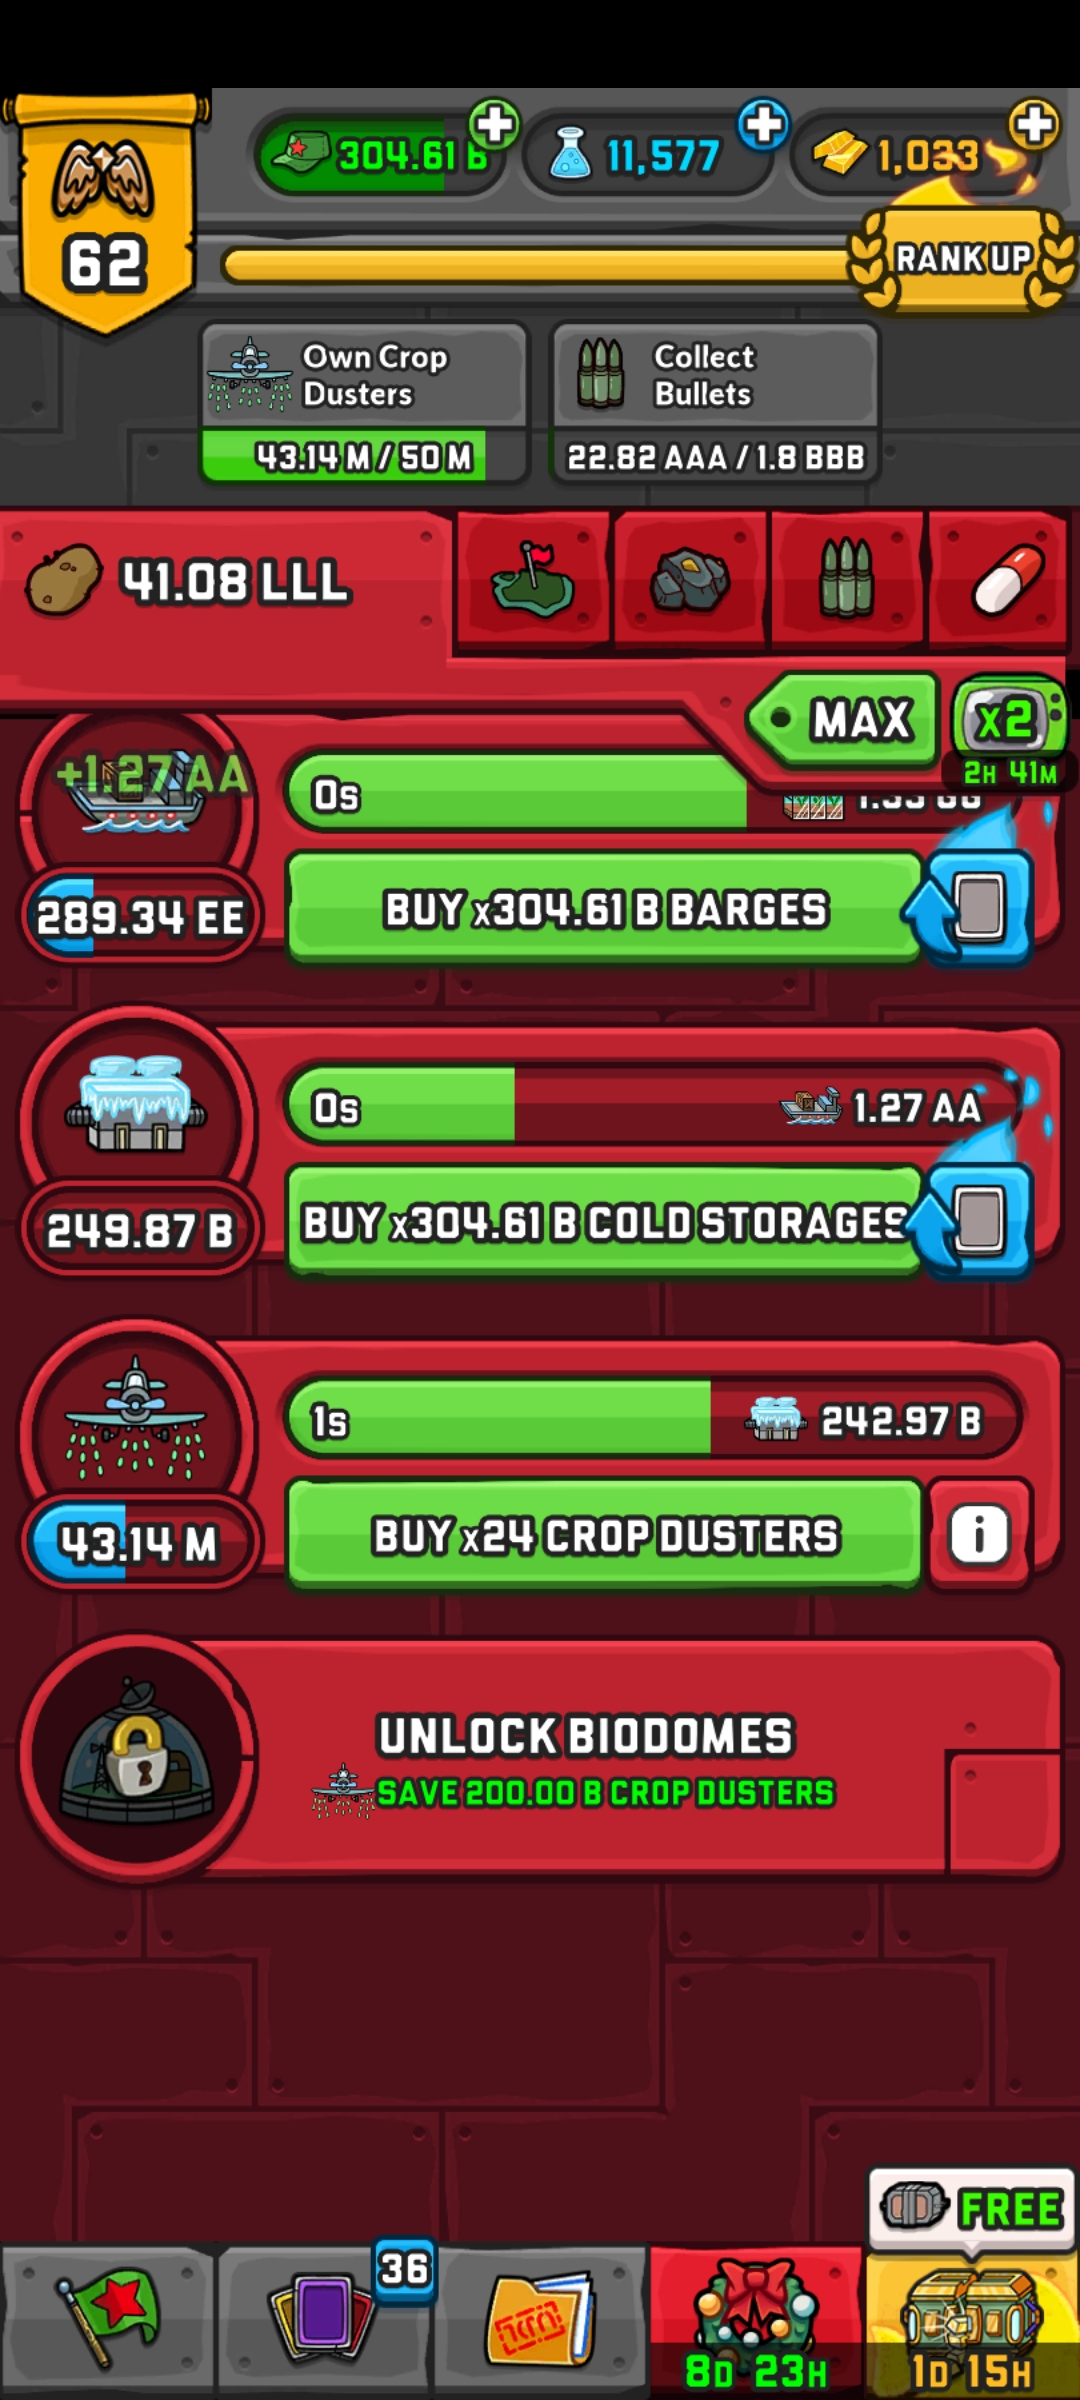 304.61 B
11,577
1,033
62
RANK UP
Own Crop
Dusters
Collect
Bullets
43.14 M / 50 M
22.82 AAA / 1.8 BBB
41.08 LLL
MAX
x2
2H 41M
+1.27 AA
0s
289.34 EE
BUY x304.61 B BARGES
0s
1.27 AA
249.87 B
BUY x304.61 B COLD STORAGES
1s
242.97 B
43.14 M
BUY x24 CROP DUSTERS
i
UNLOCK BIODOMES
SAVE 200.00 B CROP DUSTERS
FREE
36
8D 23H
1D 15H